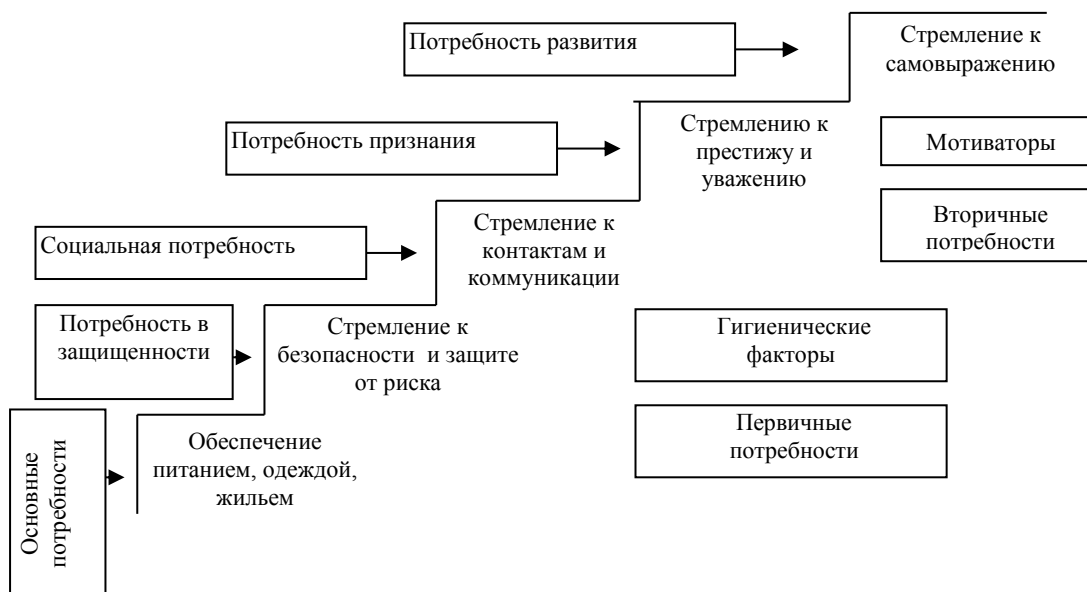 Потребность развития
Стремление к
самовыражению
Потребность признания
Стремлению к
престижу и
уважению
Мотиваторы
Вторичные
потребности
Социальная потребность
Стремление к
контактам и
коммуникации
Потребность в
защищенности
Стремление к
безопасности и защите
от риска
Гигиенические
факторы
Первичные
потребности
Основные
потребности
Обеспечение
питанием, одеждой,
жильем